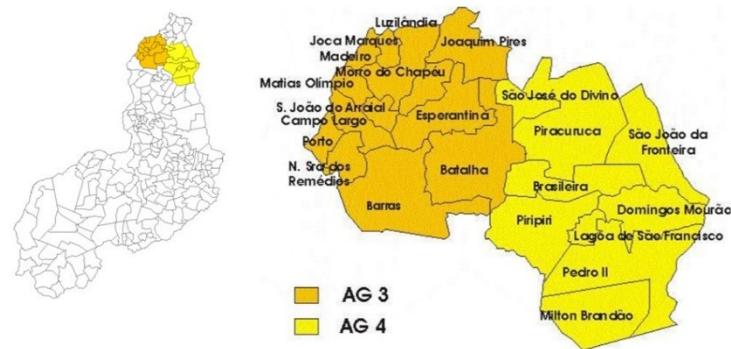 Luzilândia
Joca Marques
Joaquim Pires
Madeiro
Morro do Chapéu
Matias Olímpio
São José do Divino
S. João do Arraial
Campo Largo
Esperantina
Piracuruca
São João da
Fronteira
Porto
Batalha
N. Sra dos
Remédios
Brasileira
Barras
Piripiri
Domingos Mourão
Lagoa de São Francisco
Pedro II
Milton Brandão
AG 3
AG 4